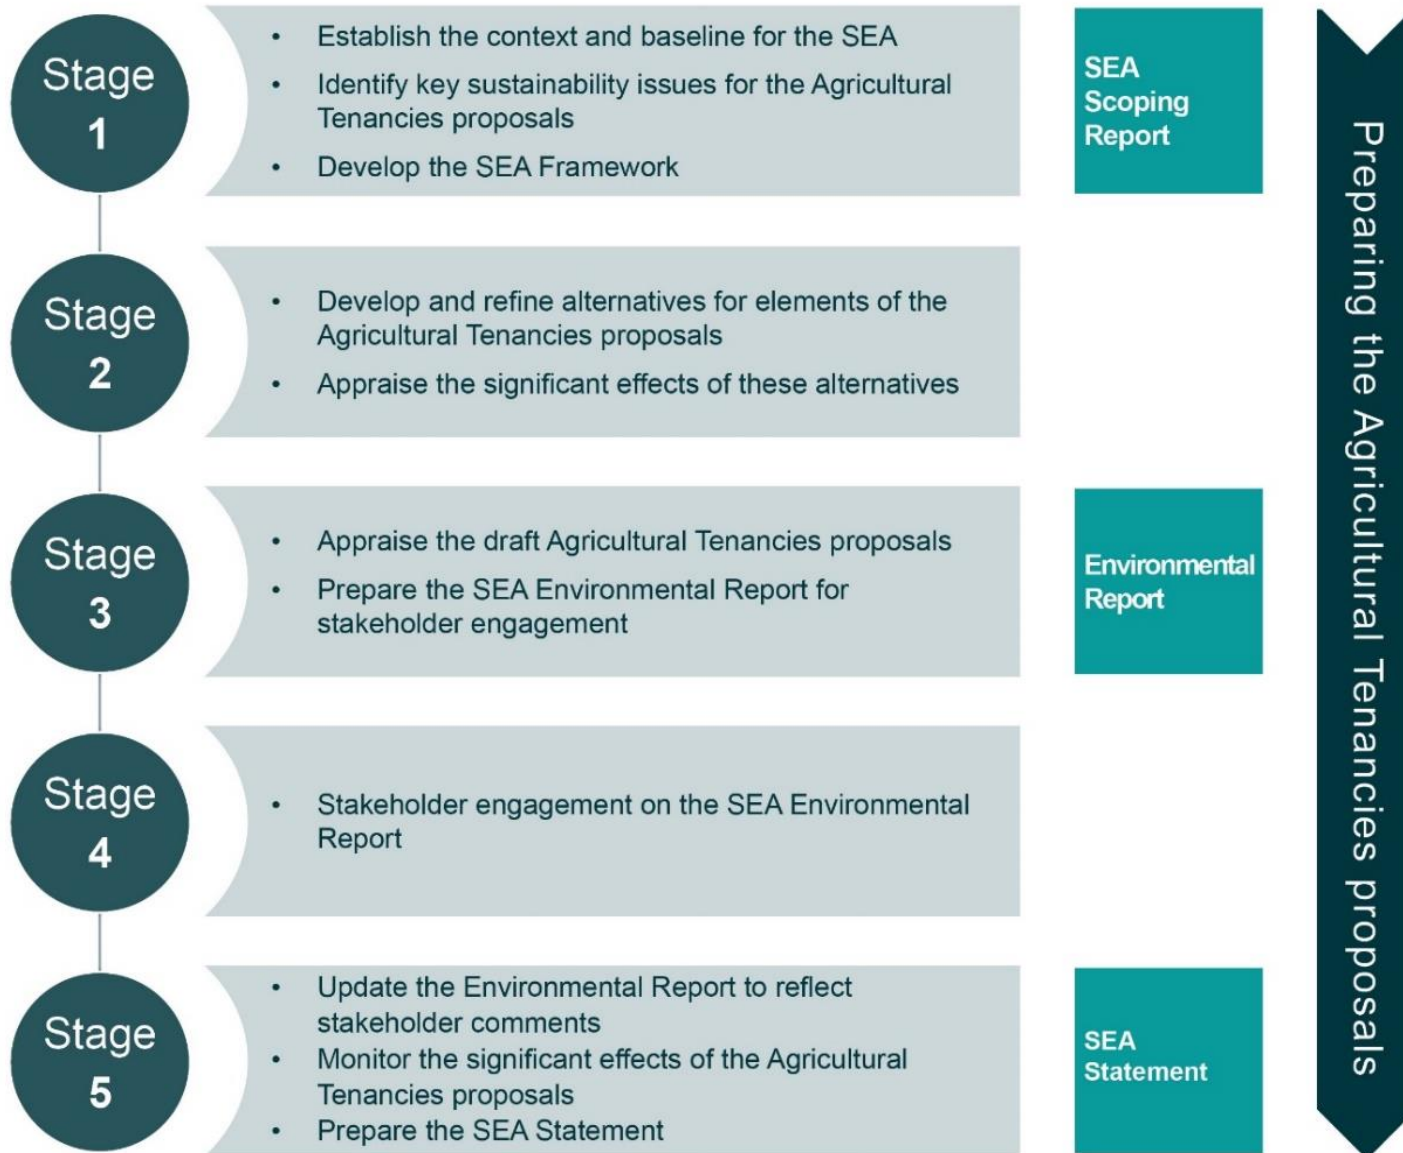 Stage
1
• Establish the context and baseline for the SEA
• Identify key sustainability issues for the Agricultural
Tenancies proposals
• Develop the SEA Framework
SEA
Scoping
Report
Stage
2
• Develop and refine alternatives for elements of the
Agricultural Tenancies proposals
• Appraise the significant effects of these alternatives
Stage
3
• Appraise the draft Agricultural Tenancies proposals
• Prepare the SEA Environmental Report for
stakeholder engagement
Environmental
Report
Stage
4
• Stakeholder engagement on the SEA Environmental
Report
Stage
5
• Update the Environmental Report to reflect
stakeholder comments
• Monitor the significant effects of the Agricultural
Tenancies proposals
• Prepare the SEA Statement
SEA
Statement
Preparing the Agricultural Tenancies proposals